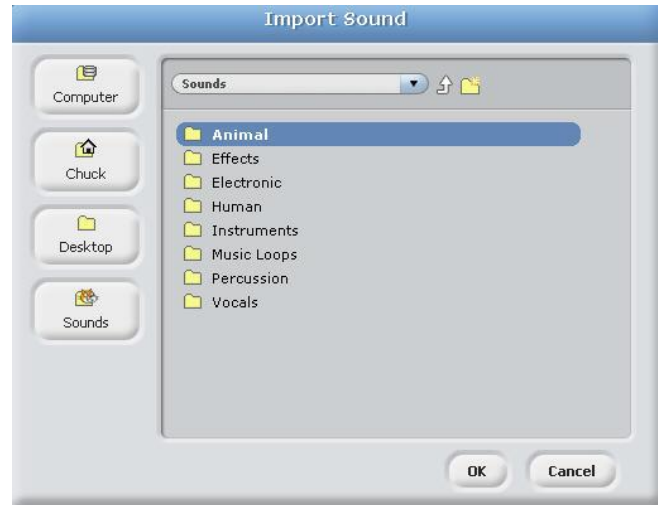 Import Sound
Computer
Chuck
Desktop
Sounds
Sounds
Animal
Effects
Electronic
Human
Instruments
Music Loops
Percussion
Vocals
OK
Cancel